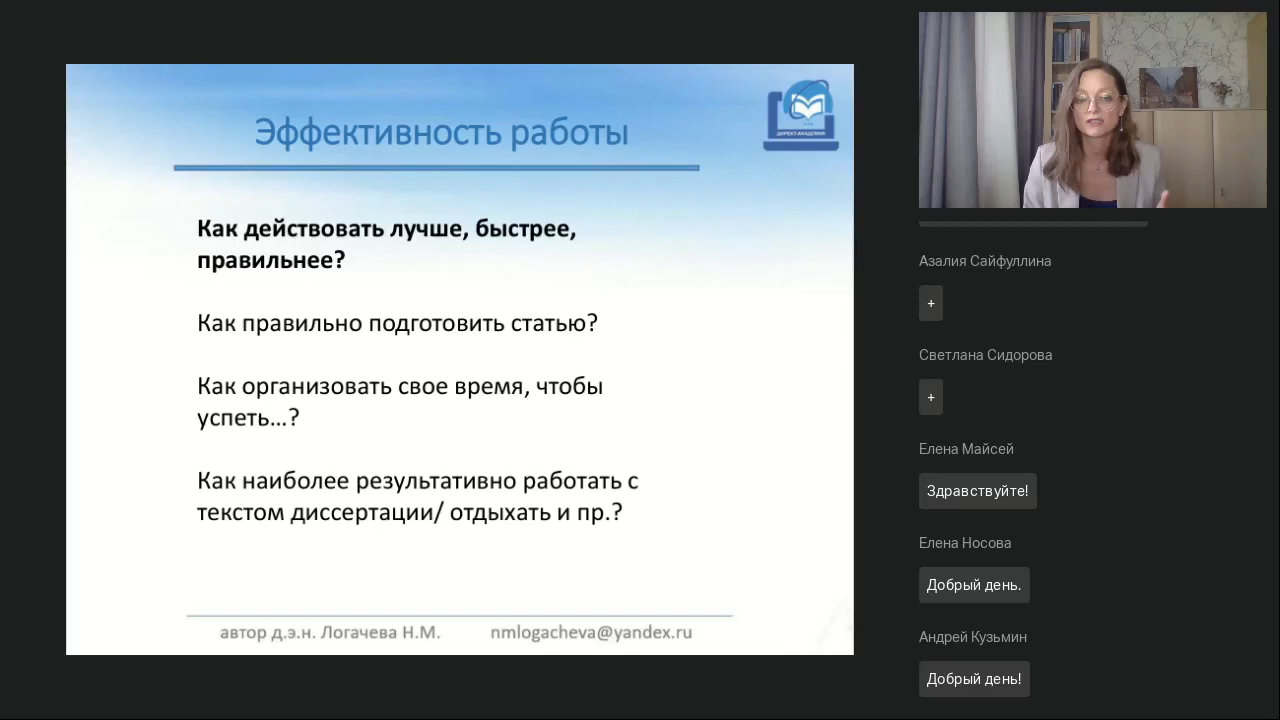 Эффективность работы
ДИРЕКТ-АКАДЕМИЯ
Как действовать лучше, быстрее,
правильнее?
Как правильно подготовить статью?
Как организовать свое время, чтобы
успеть...?
Как наиболее результативно работать с
текстом диссертации/ отдыхать и пр.?
автор д.э.н. Логачева Н.М. nmlogacheva@yandex.ru
Азалия Сайфуллина
+
Светлана Сидорова
+
Елена Майсей
Здравствуйте!
Елена Носова
Добрый день.
Андрей Кузьмин
Добрый день!